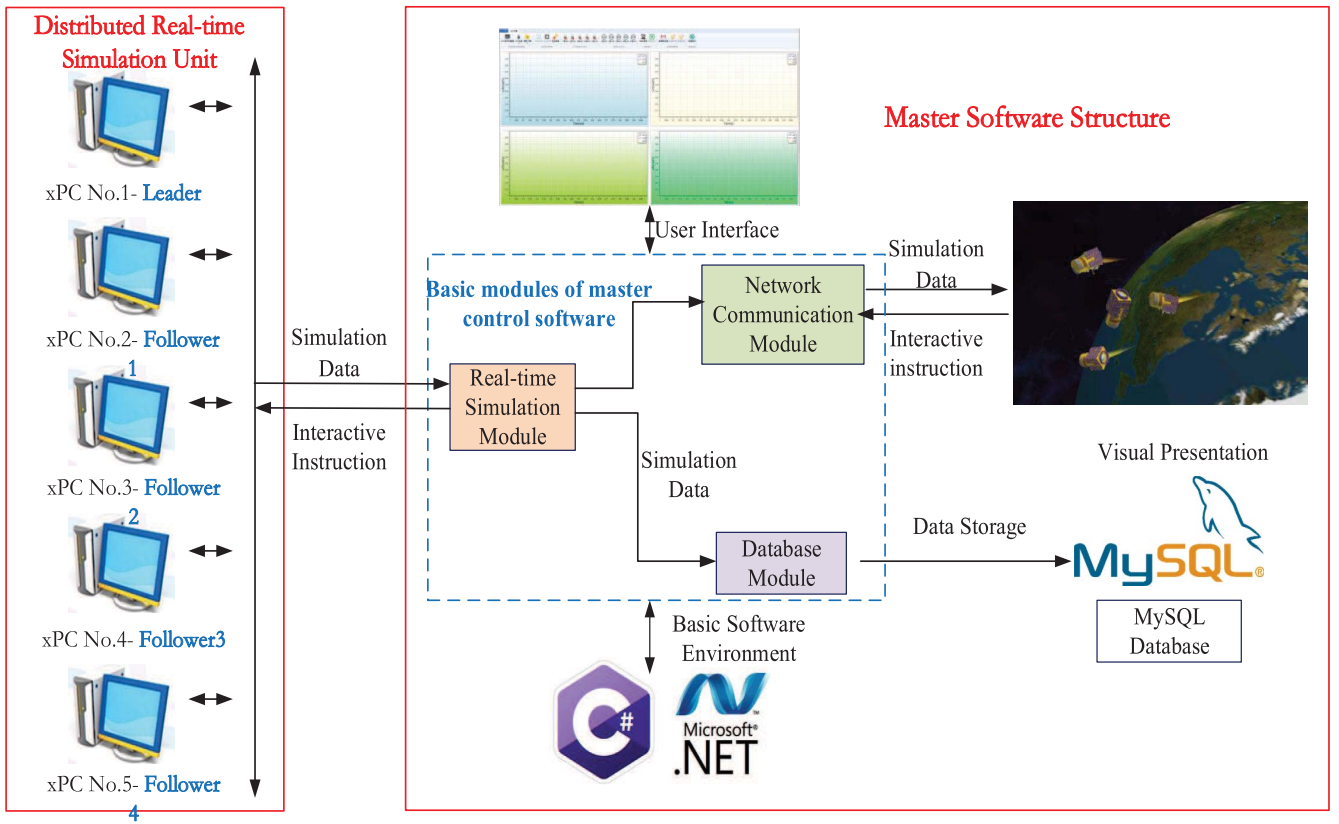 Distributed Real-time
Simulation Unit
xPC No.1- Leader
xPC No.2- Follower
1
xPC No.3- Follower
2
xPC No.4- Follower3
xPC No.5- Follower
4
Simulation
Data
Interactive
Instruction
Master Software Structure
User Interface
Basic modules of master
control software
Real-time
Simulation
Module
Network
Communication
Module
Simulation
Data
Interactive
instruction
Visual Presentation
Simulation
Data
Database
Module
Data Storage
MySQL®
MySQL
Database
Basic Software
Environment
C#
Microsoft®
.NET™